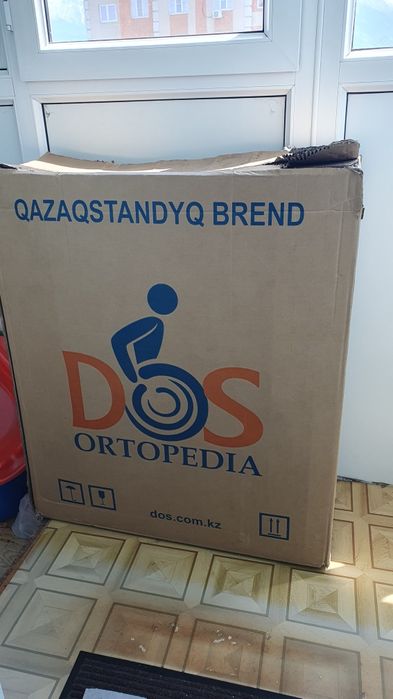 QAZAQSTANDYQ BREND
DOS
ORTOPEDIA
dos.com.kz